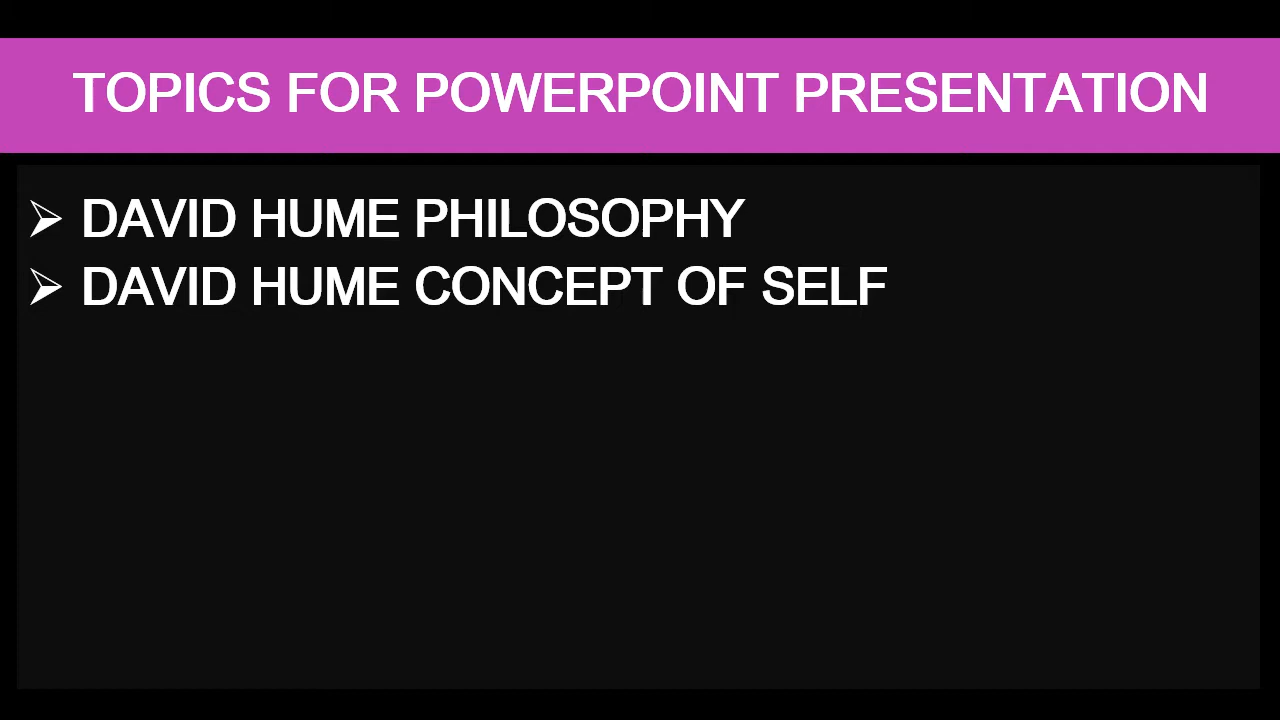 TOPICS FOR POWERPOINT PRESENTATION
➢ DAVID HUME PHILOSOPHY
➢ DAVID HUME CONCEPT OF SELF